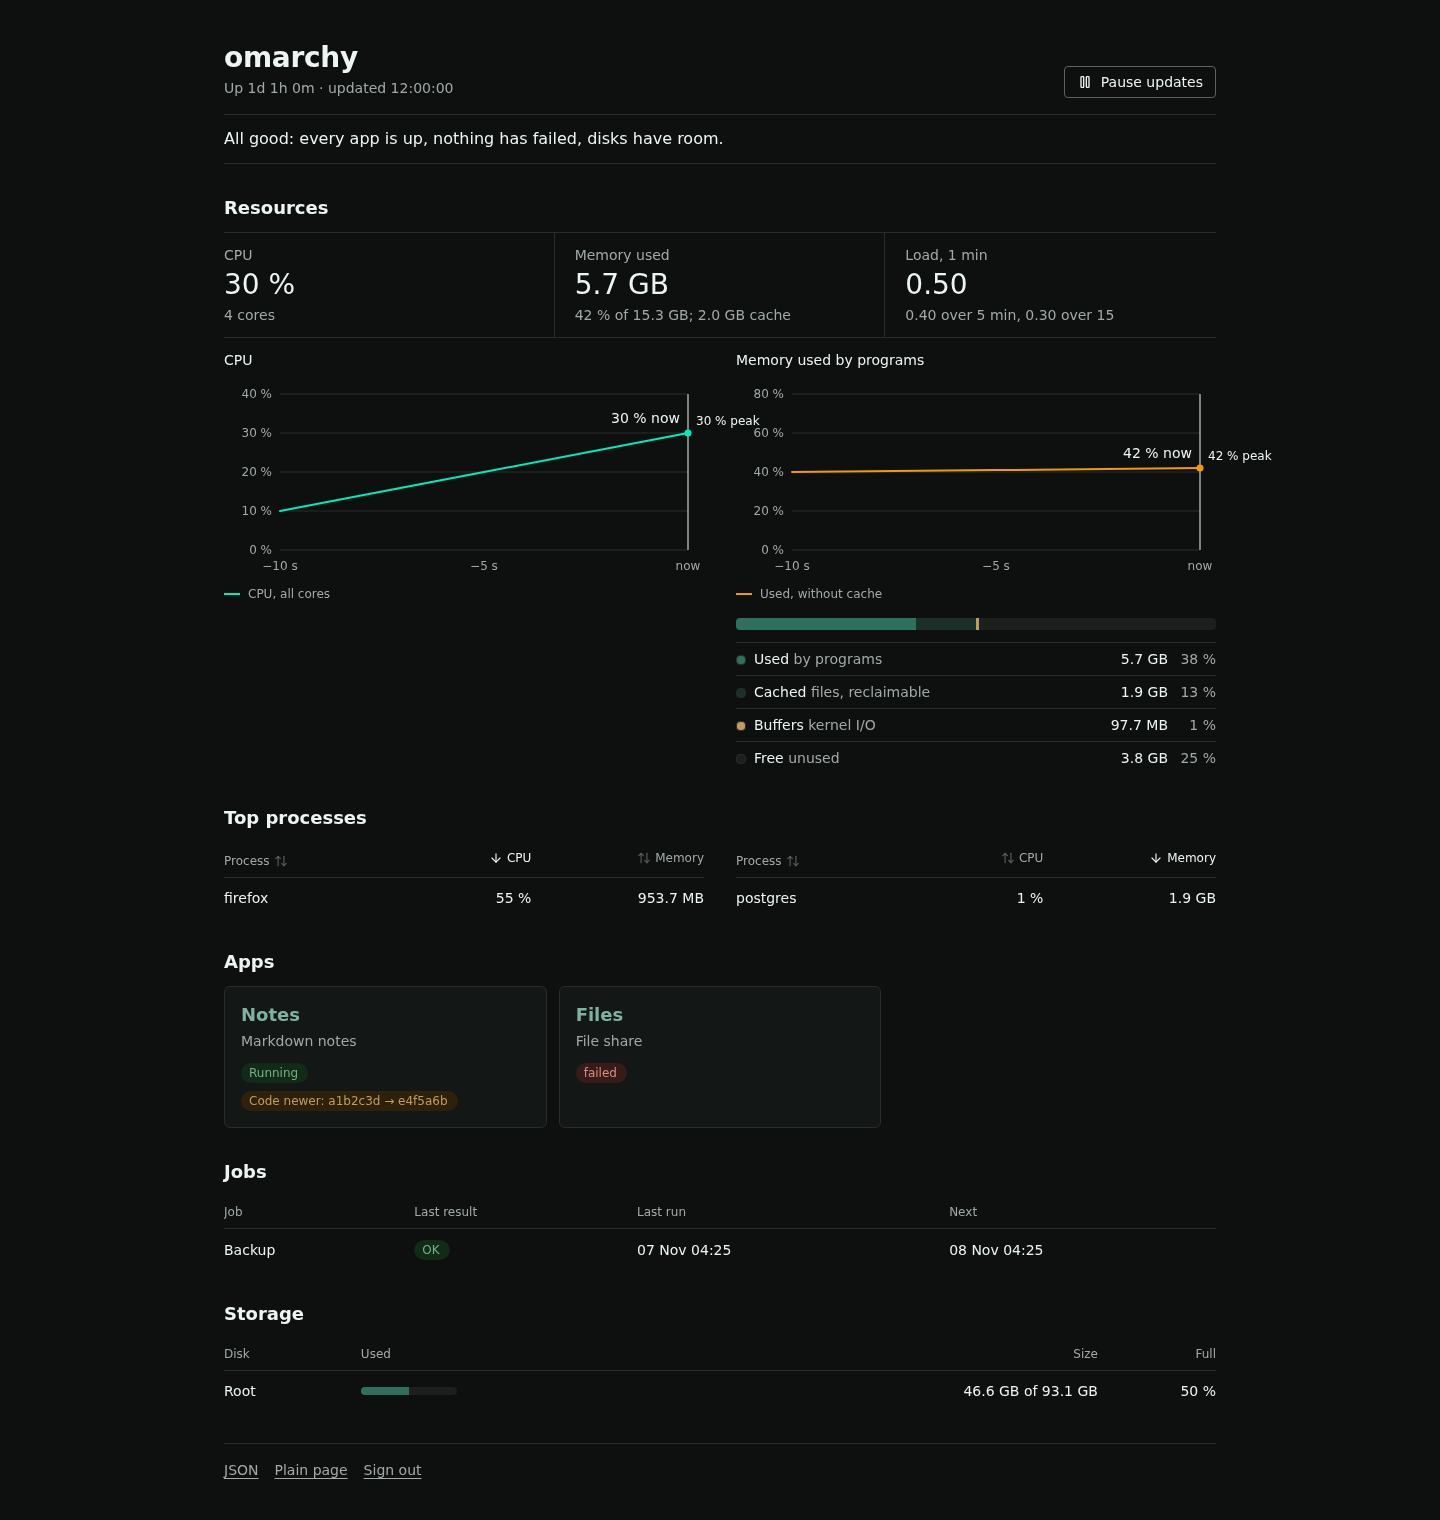 omarchy
Up 1d 1h 0m · updated 12:00:00
Pause updates
All good: every app is up, nothing has failed, disks have room.
Resources
CPU
30 %
4 cores
Memory used
5.7 GB
42 % of 15.3 GB; 2.0 GB cache
Load, 1 min
0.50
0.40 over 5 min, 0.30 over 15
CPU
40 %
30 %
20 %
10 %
0 %
30 % now
30 % peak
−10 s
−5 s
now
CPU, all cores
Memory used by programs
80 %
60 %
40 %
20 %
0 %
42 % now
42 % peak
−10 s
−5 s
now
Used, without cache
Used by programs 5.7 GB 38 %
Cached files, reclaimable 1.9 GB 13 %
Buffers kernel I/O 97.7 MB 1 %
Free unused 3.8 GB 25 %
Top processes
Process CPU Memory
firefox 55 % 953.7 MB
Process CPU Memory
postgres 1 % 1.9 GB
Apps
Notes
Markdown notes
Running
Code newer: a1b2c3d → e4f5a6b
Files
File share
failed
Jobs
Job Last result Last run Next
Backup OK 07 Nov 04:25 08 Nov 04:25
Storage
Disk Used Size Full
Root 46.6 GB of 93.1 GB 50 %
JSON Plain page Sign out